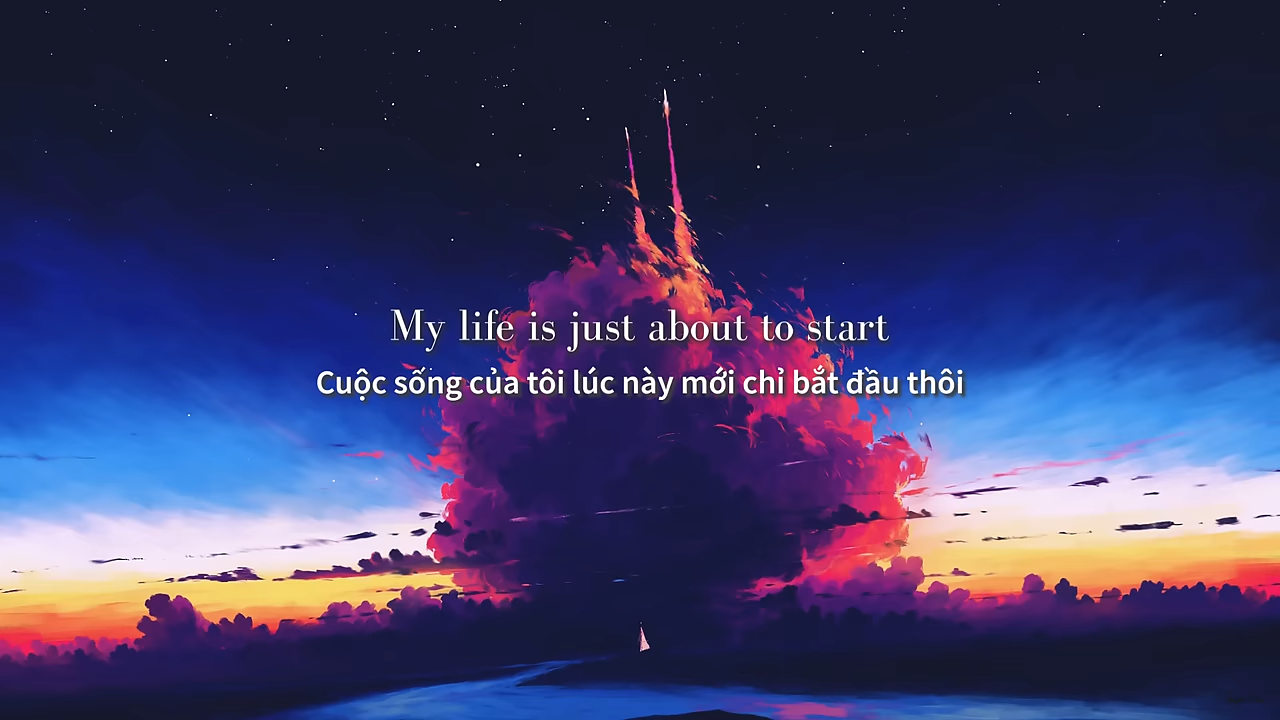 My life is just about to start
Cuộc sống của tôi lúc này mới chỉ bắt đầu thôi